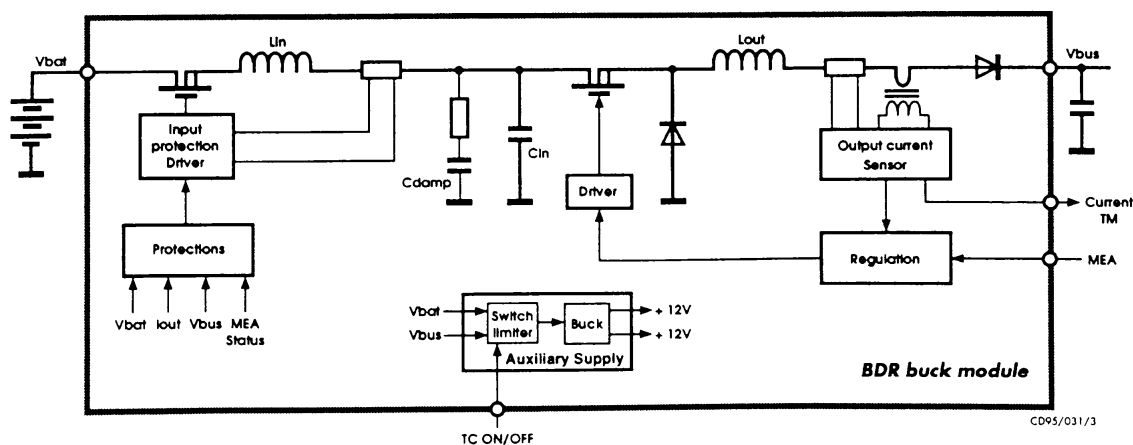 Vbat
Lin
Lout
Vbus
Input
protection
Driver
Cdamp
Cin
Driver
Output current
Sensor
Current
TM
Protections
Regulation
MEA
Vbat
Iout
Vbus
MEA
Status
Vbat
Vbus
Switch
limiter
Buck
+ 12V
+ 12V
Auxiliary Supply
BDR buck module
CD95/031/3
TC ON/OFF